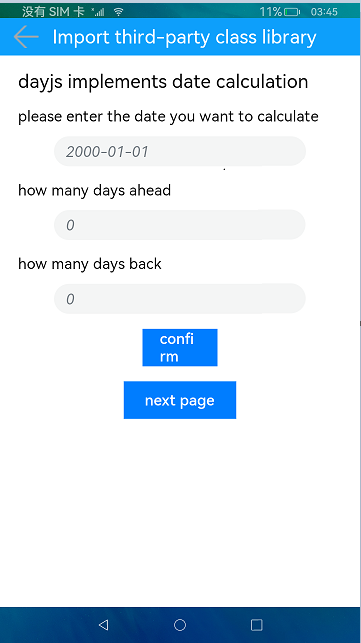 没有 SIM 卡 11% 03:45
Import third-party class library
dayjs implements date calculation
please enter the date you want to calculate
2000-01-01
how many days ahead
0
how many days back
0
confi
rm
next page